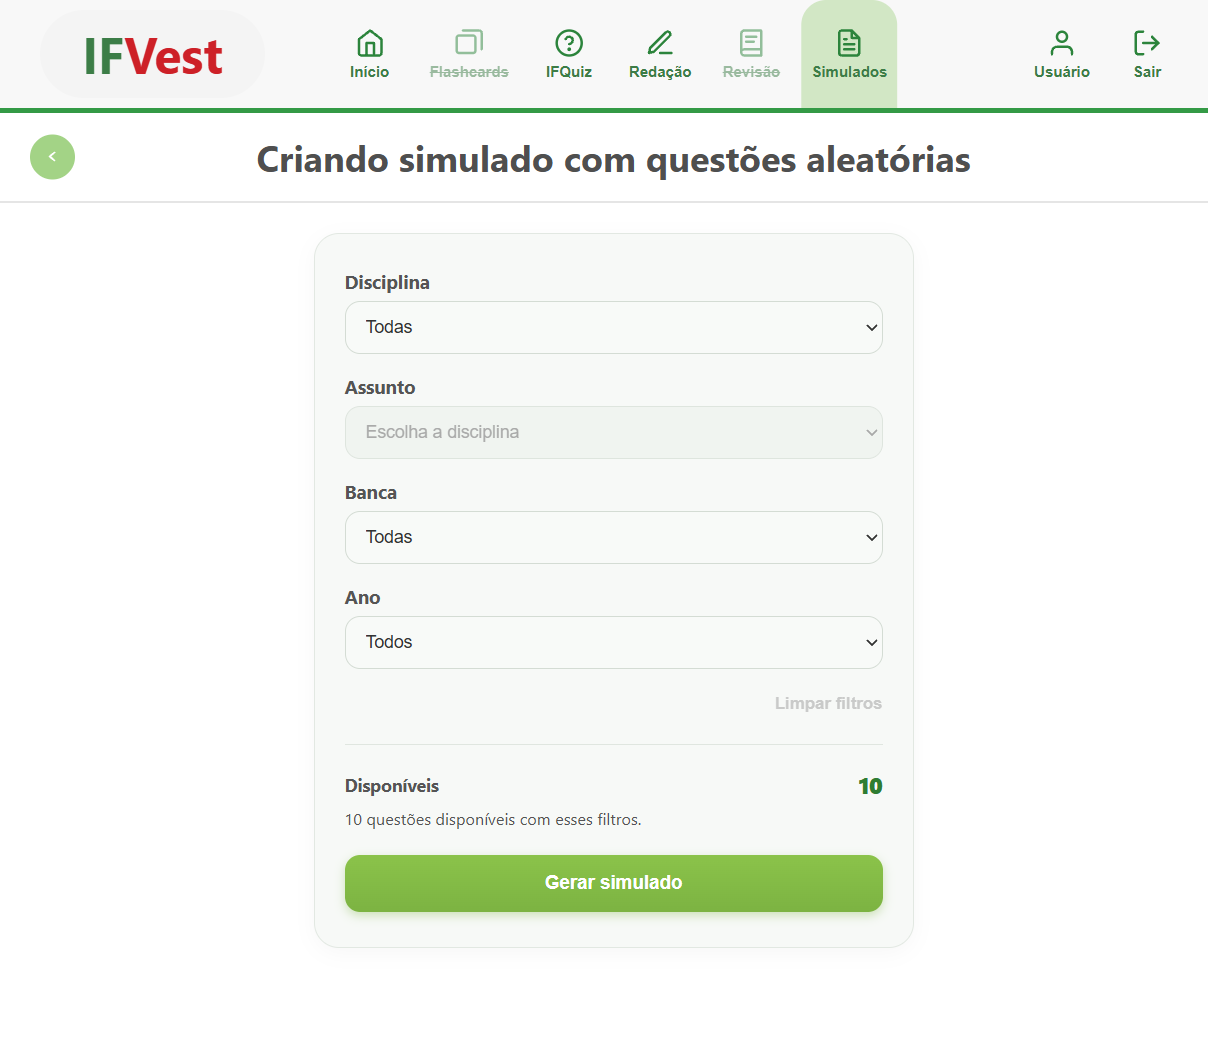 IFVest
Início
Flashcards
IFQuiz
Redação
Revisão
Simulados
Usuário
Sair
Criando simulado com questões aleatórias
Disciplina
Todas
Assunto
Escolha a disciplina
Banca
Todas
Ano
Todos
Limpar filtros
Disponíveis 10
10 questões disponíveis com esses filtros.
Gerar simulado